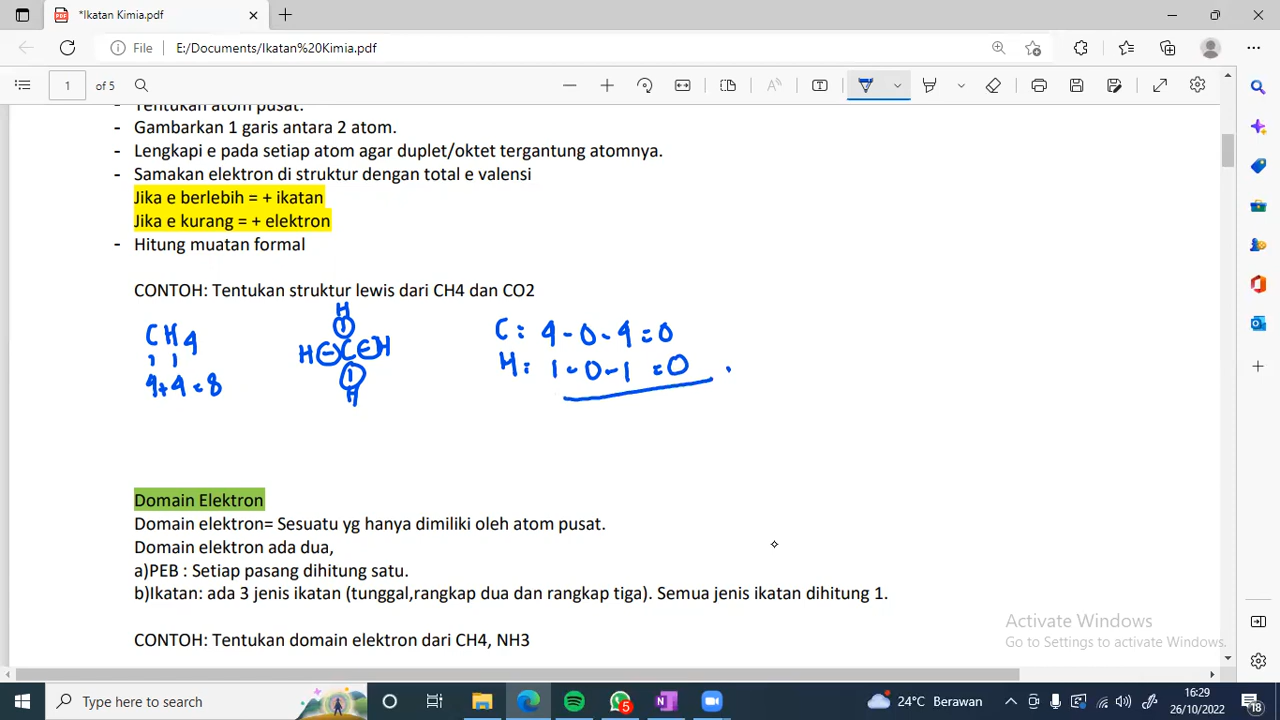 *Ikatan Kimia.pdf
File
E:/Documents/Ikatan%20Kimia.pdf
1 of 5
Tentukan atom pusat.
- Gambarkan 1 garis antara 2 atom.
- Lengkapi e pada setiap atom agar duplet/oktet tergantung atomnya.
- Samakan elektron di struktur dengan total e valensi
Jika e berlebih = + ikatan
Jika e kurang = + elektron
- Hitung muatan formal
CONTOH: Tentukan struktur lewis dari CH4 dan CO2
CH4
4+4=8
H
H-C-H
H
C: 4-0-4=0
H: 1-0-1=0
Domain Elektron
Domain elektron= Sesuatu yg hanya dimiliki oleh atom pusat.
Domain elektron ada dua,
a)PEB : Setiap pasang dihitung satu.
b)Ikatan: ada 3 jenis ikatan (tunggal,rangkap dua dan rangkap tiga). Semua jenis ikatan dihitung 1.
CONTOH: Tentukan domain elektron dari CH4, NH3
Activate Windows
Go to Settings to activate Windows.
Type here to search
5
24°C Berawan
16:29
26/10/2022
18